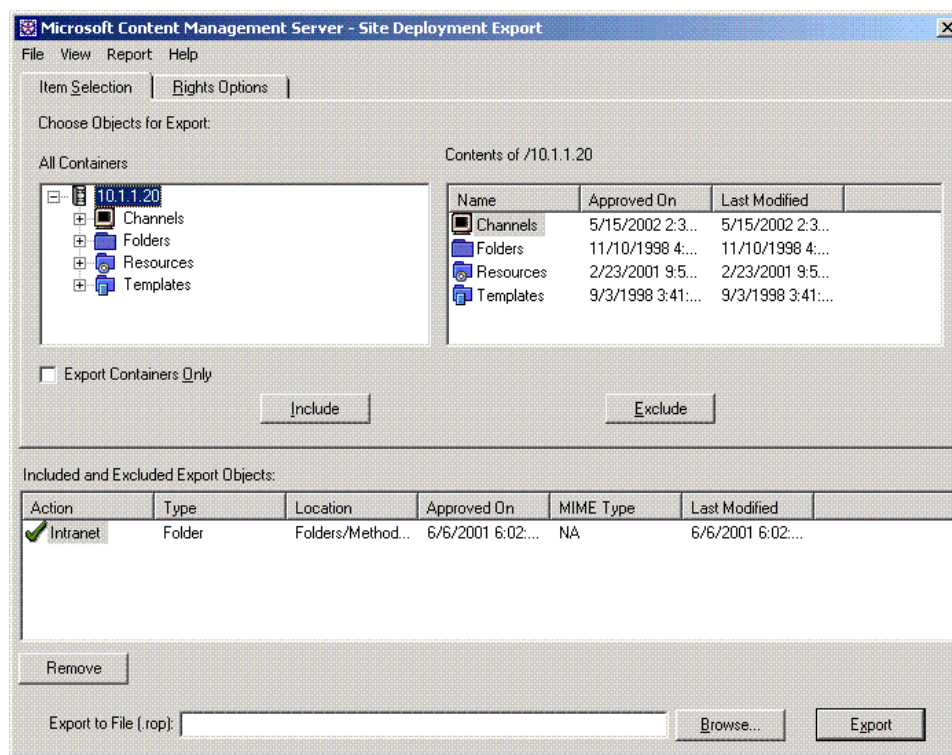 Microsoft Content Management Server - Site Deployment Export
File View Report Help
Item Selection Rights Options
Choose Objects for Export:
All Containers
10.1.1.20
Channels
Folders
Resources
Templates
Contents of /10.1.1.20
Name Approved On Last Modified
Channels 5/15/2002 2:3... 5/15/2002 2:3...
Folders 11/10/1998 4:... 11/10/1998 4:...
Resources 2/23/2001 9:5... 2/23/2001 9:5...
Templates 9/3/1998 3:41:... 9/3/1998 3:41:...
Export Containers Only
Include Exclude
Included and Excluded Export Objects:
Action Type Location Approved On MIME Type Last Modified
Intranet Folder Folders/Method... 6/6/2001 6:02:... NA 6/6/2001 6:02:...
Remove
Export to File (.rop): Browse... Export